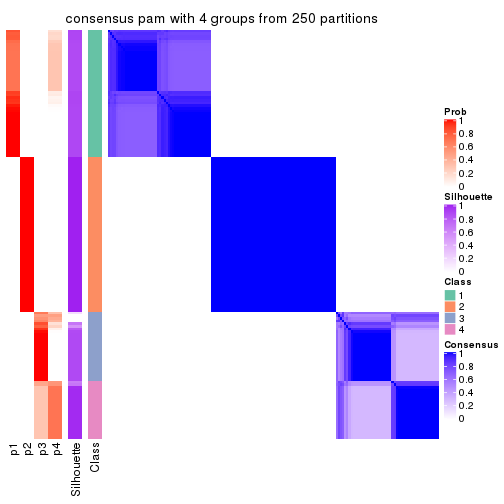 consensus pam with 4 groups from 250 partitions
Prob
1
0.8
0.6
0.4
0.2
0
Silhouette
1
0.8
0.6
0.4
0.2
0
Class
1
2
3
4
Consensus
1
0.8
0.6
0.4
0.2
0
p1
p2
p3
p4
Silhouette
Class